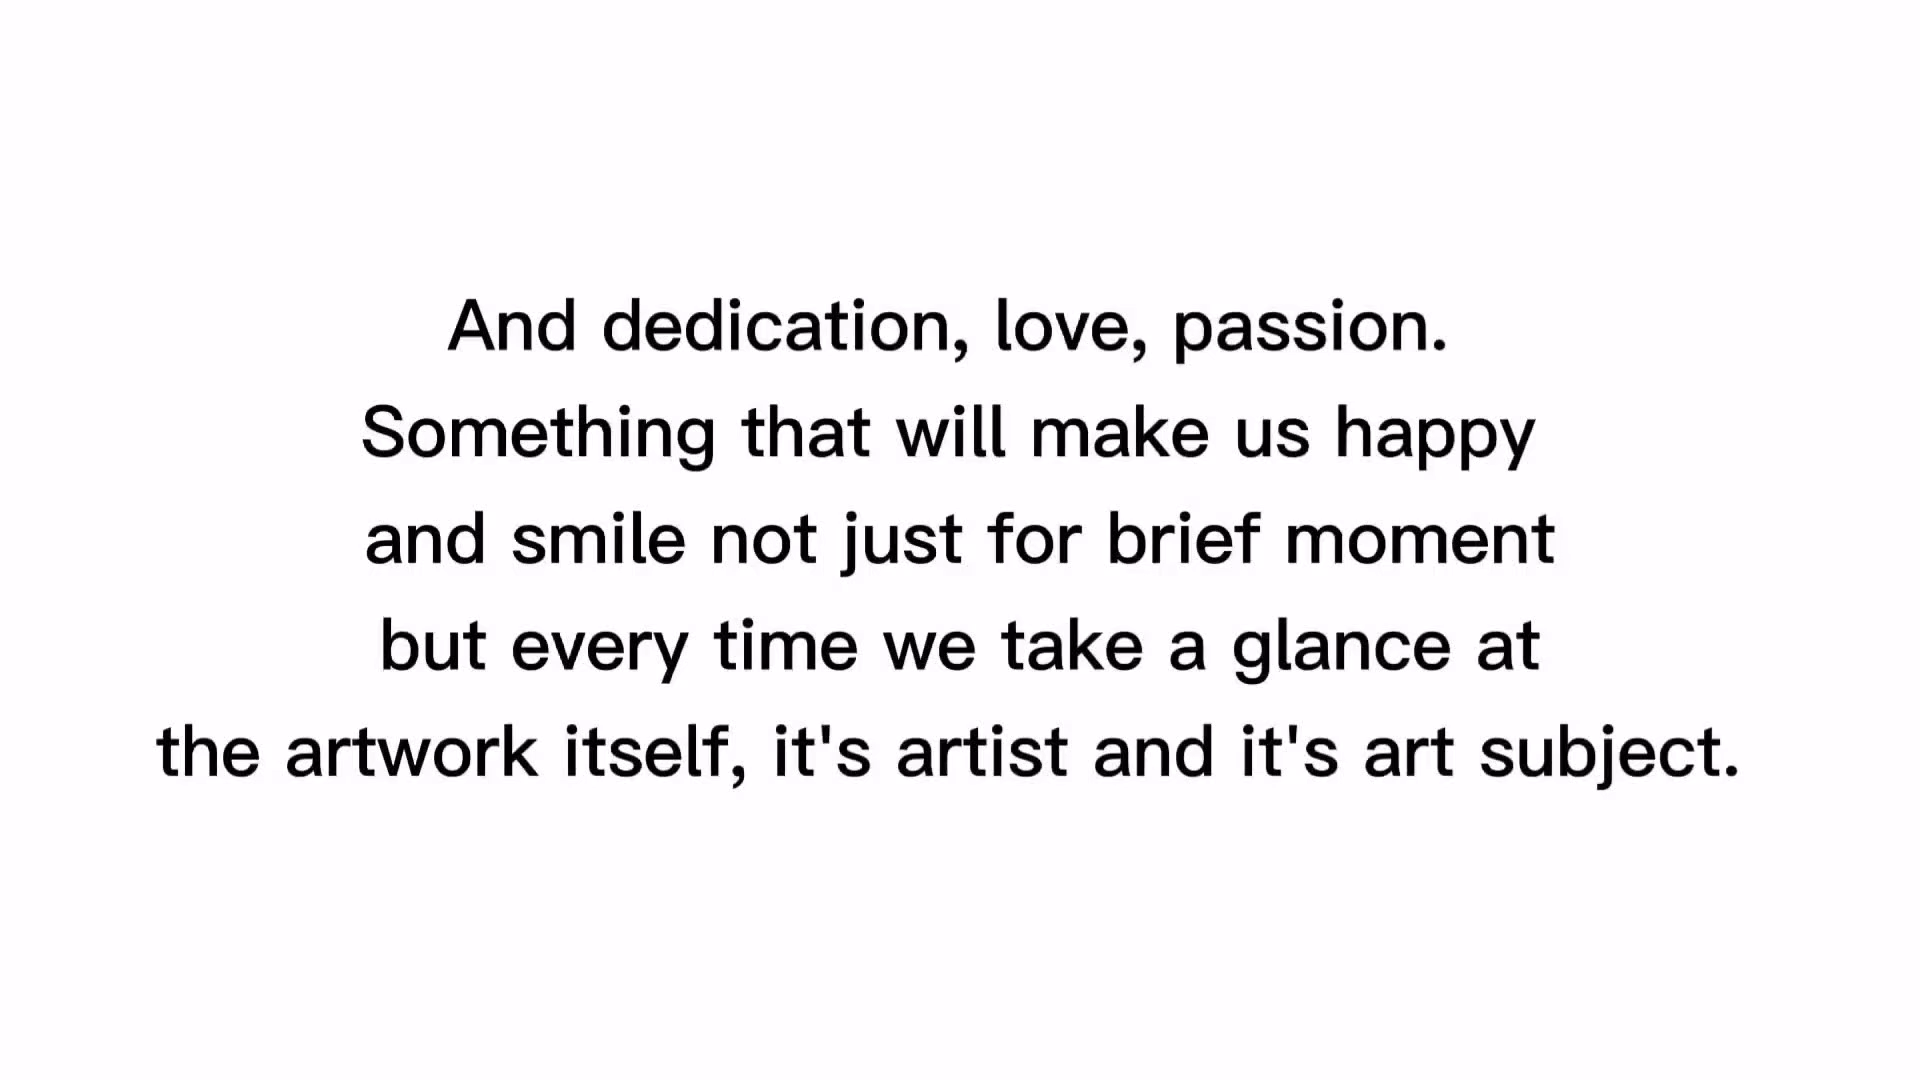 And dedication, love, passion.
Something that will make us happy
and smile not just for brief moment
but every time we take a glance at
the artwork itself, it's artist and it's art subject.